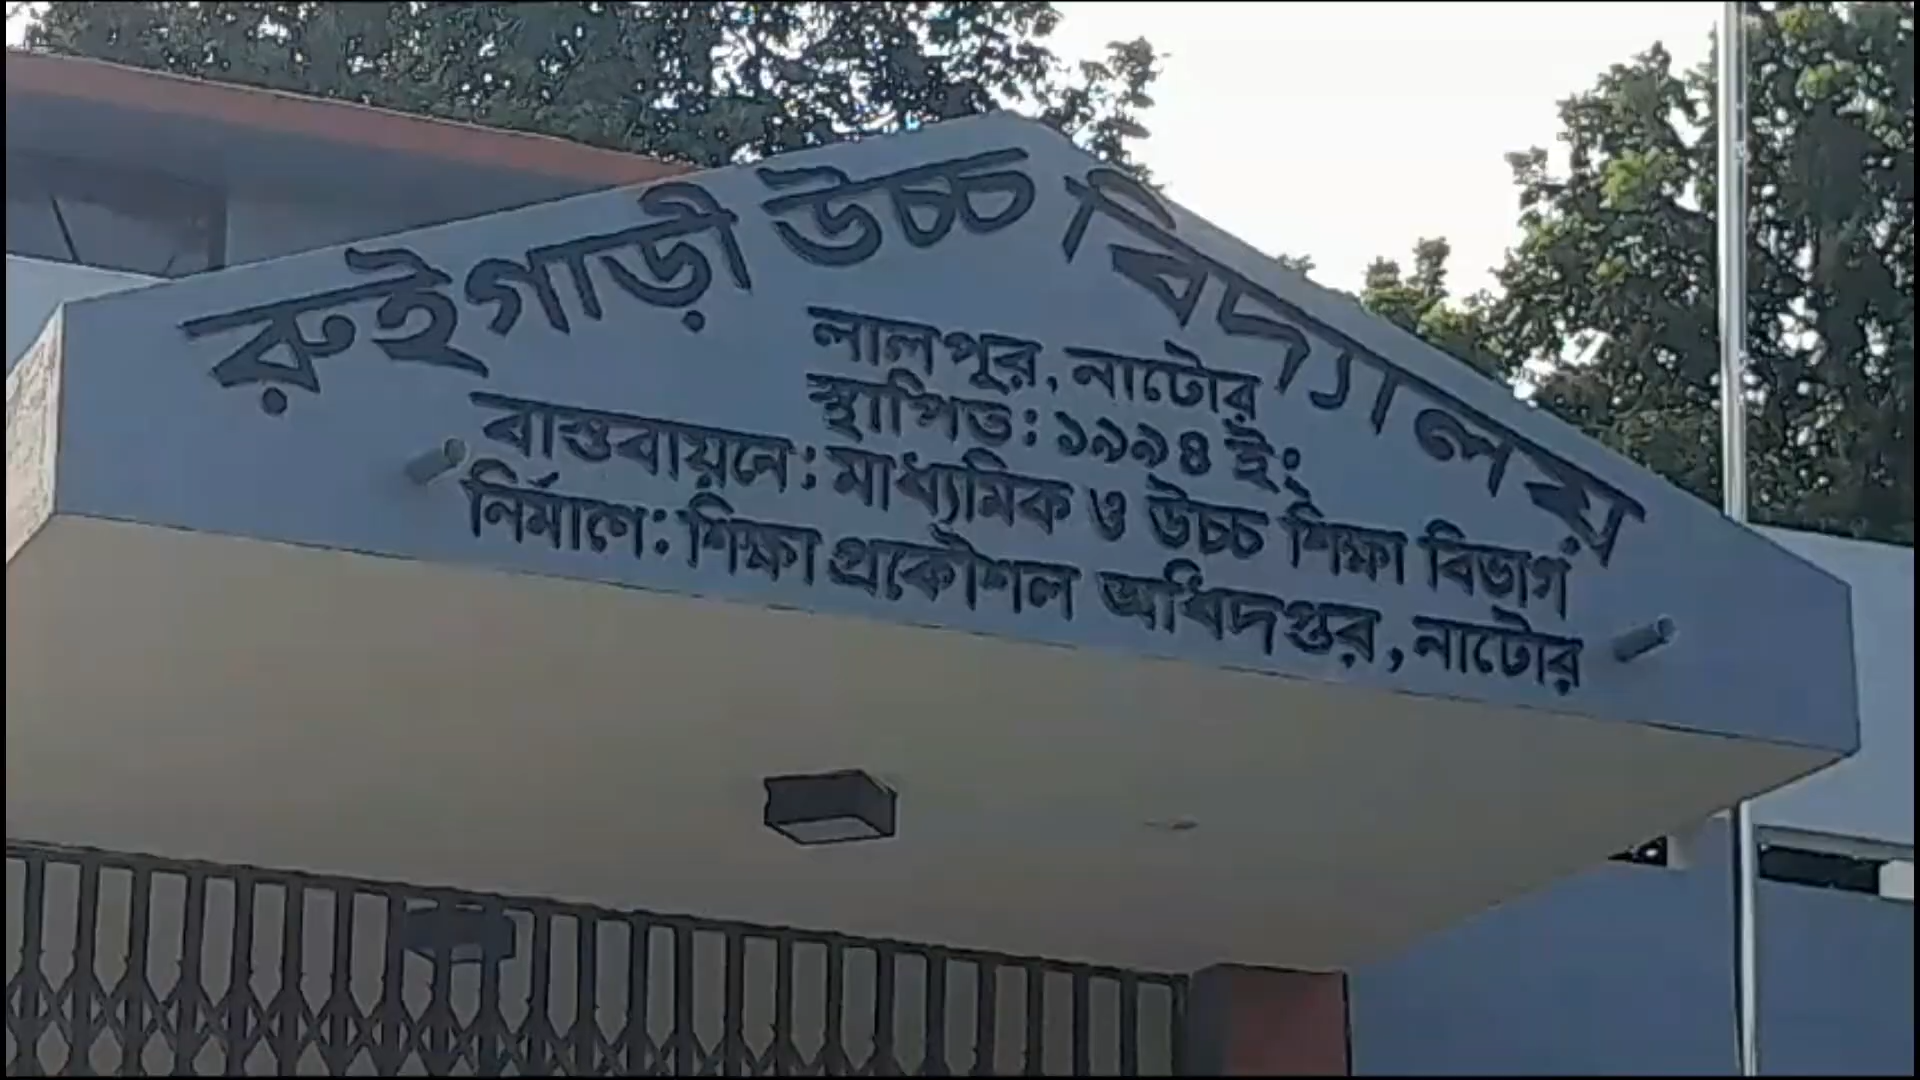 রুইগাড়ী উচ্চ বিদ্যালয়
লালপুর, নাটোর
স্থাপিত: ১৯৯৪ ইং
বাস্তবায়নে: মাধ্যমিক ও উচ্চ শিক্ষা বিভাগ
নির্মাণে: শিক্ষা প্রকৌশল অধিদপ্তর, নাটোর